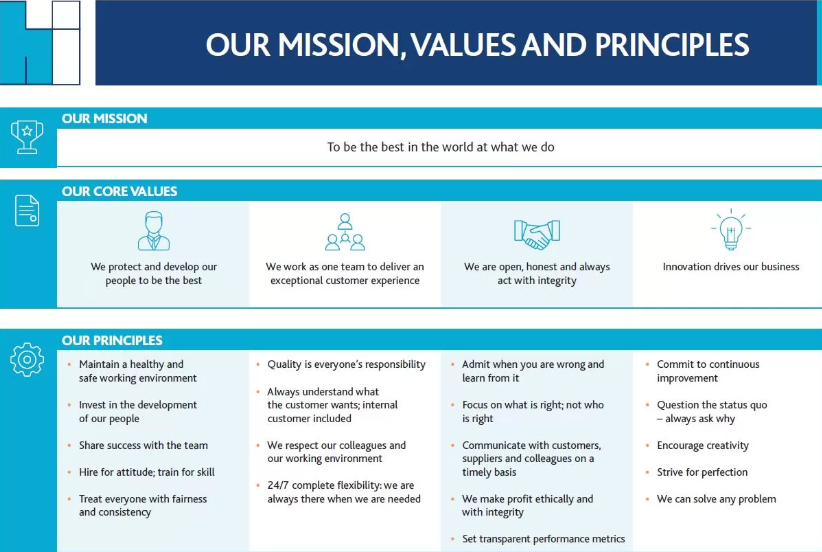 hi
OUR MISSION, VALUES AND PRINCIPLES
OUR MISSION
To be the best in the world at what we do
OUR CORE VALUES
We protect and develop our
people to be the best
We work as one team to deliver an
exceptional customer experience
We are open, honest and always
act with integrity
Innovation drives our business
OUR PRINCIPLES
• Maintain a healthy and
safe working environment
• Invest in the development
of our people
• Share success with the team
• Hire for attitude; train for skill
• Treat everyone with fairness
and consistency
• Quality is everyone's responsibility
• Always understand what
the customer wants; internal
customer included
• We respect our colleagues and
our working environment
• 24/7 complete flexibility: we are
always there when we are needed
• Admit when you are wrong and
learn from it
• Focus on what is right; not who
is right
• Communicate with customers,
suppliers and colleagues on a
timely basis
• We make profit ethically and
with integrity
• Set transparent performance metrics
• Commit to continuous
improvement
• Question the status quo
– always ask why
• Encourage creativity
• Strive for perfection
• We can solve any problem